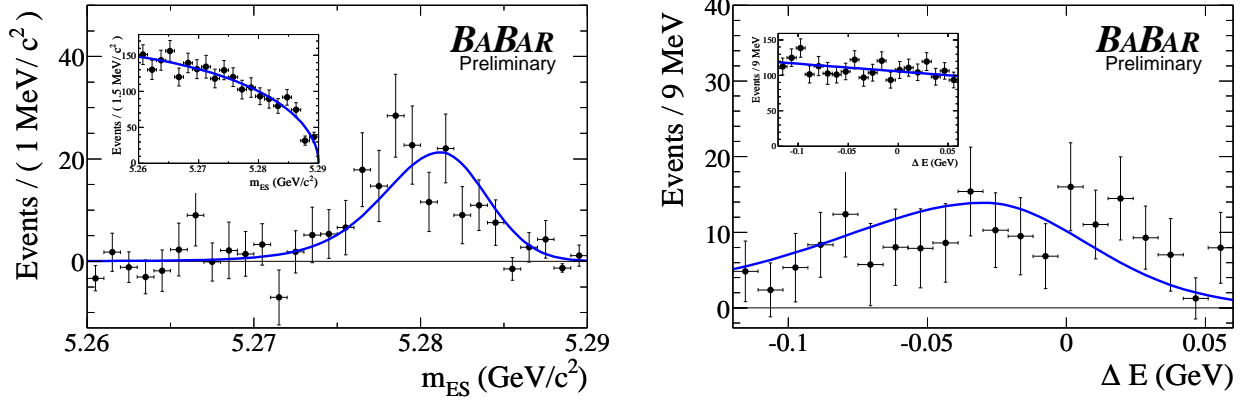 Events / ( 1 MeV/ c²)
40
20
0
5.26 5.27 5.28 5.29
m_ES (GeV/c²)
BABAR
Preliminary
Events / ( 1.5 MeV/ c²)
150
100
50
0
5.26 5.27 5.28 5.29
m_ES (GeV/c²)
Events / 9 MeV
40
30
20
10
0
-0.1 -0.05 0 0.05
Δ E (GeV)
BABAR
Preliminary
Events / 9 MeV
150
100
50
0
-0.1 -0.05 0 0.05
Δ E (GeV)